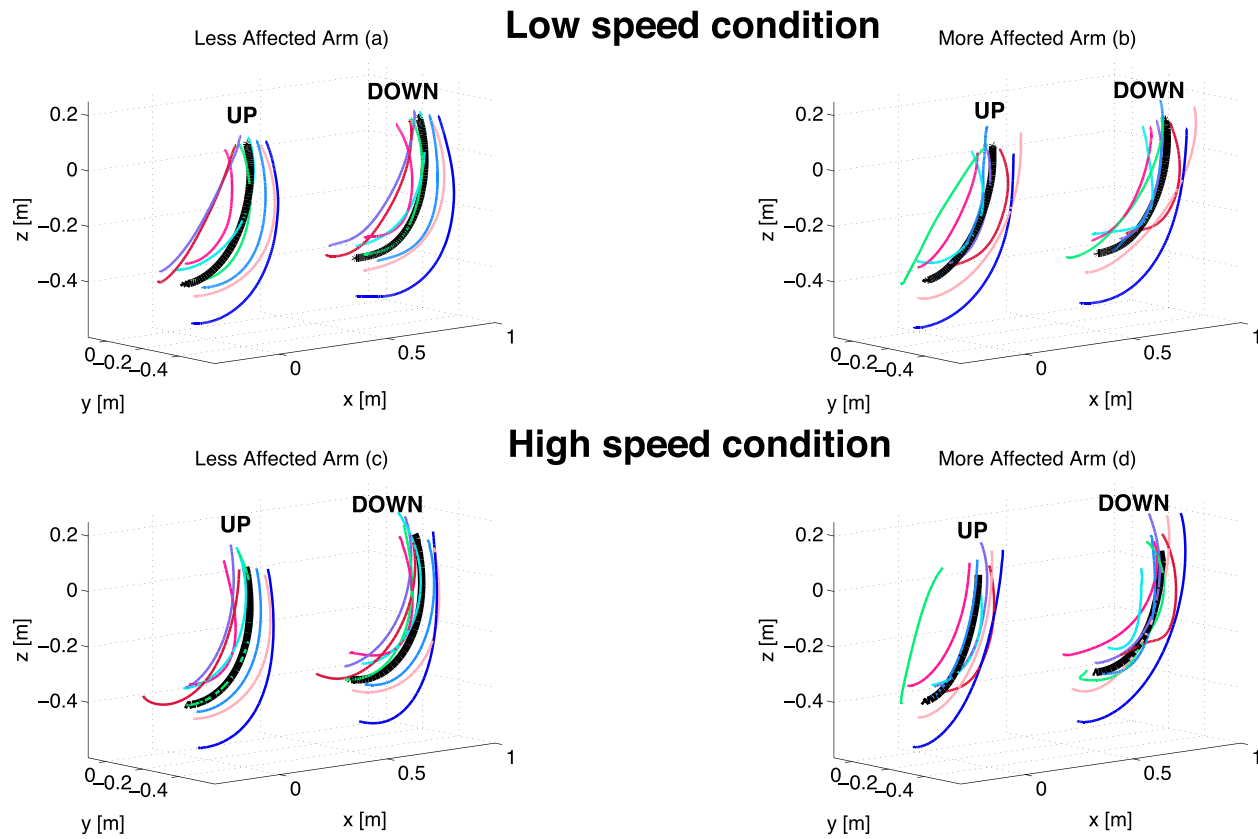 Low speed condition
Less Affected Arm (a)
More Affected Arm (b)
UP
DOWN
UP
DOWN
0.2
0
−0.2
−0.4
z [m]
0
−0.2
−0.4
y [m]
0
0.5
1
x [m]
0.2
0
−0.2
−0.4
z [m]
0
−0.2
−0.4
y [m]
0
0.5
1
x [m]
High speed condition
Less Affected Arm (c)
More Affected Arm (d)
UP
DOWN
UP
DOWN
0.2
0
−0.2
−0.4
z [m]
0
−0.2
−0.4
y [m]
0
0.5
1
x [m]
0.2
0
−0.2
−0.4
z [m]
0
−0.2
−0.4
y [m]
0
0.5
1
x [m]